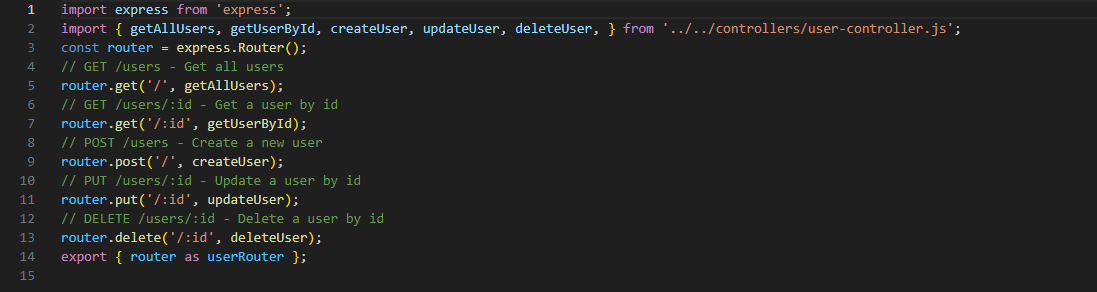 1 import express from 'express';
2 import { getAllUsers, getUserById, createUser, updateUser, deleteUser, } from '../../controllers/user-controller.js';
3 const router = express.Router();
4 // GET /users - Get all users
5 router.get('/', getAllUsers);
6 // GET /users/:id - Get a user by id
7 router.get('/:id', getUserById);
8 // POST /users - Create a new user
9 router.post('/', createUser);
10 // PUT /users/:id - Update a user by id
11 router.put('/:id', updateUser);
12 // DELETE /users/:id - Delete a user by id
13 router.delete('/:id', deleteUser);
14 export { router as userRouter };
15